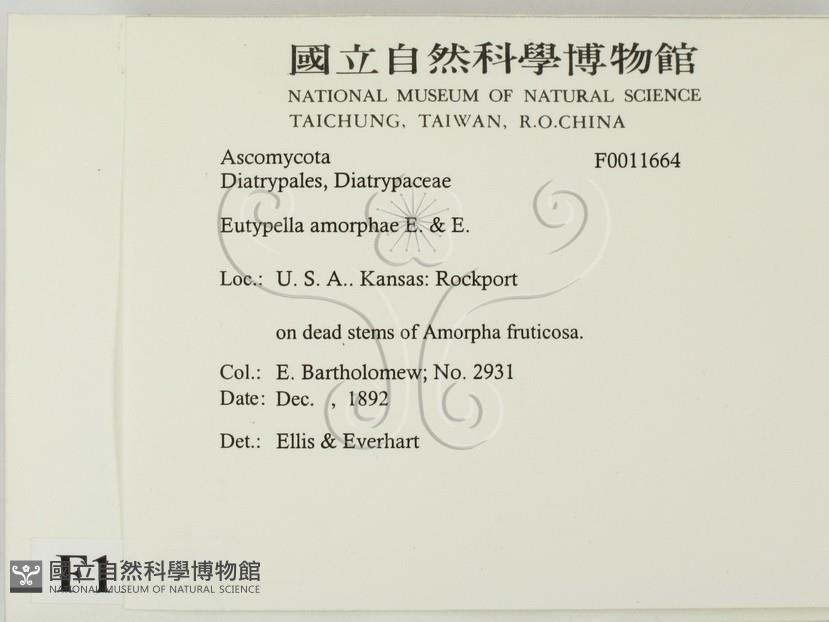 國立自然科學博物館
NATIONAL MUSEUM OF NATURAL SCIENCE
TAICHUNG, TAIWAN, R.O.CHINA
Ascomycota F0011664
Diatrypales, Diatrypaceae
Eutypella amorphae E. & E.
Loc.: U. S. A.. Kansas: Rockport
on dead stems of Amorpha fruticosa.
Col.: E. Bartholomew; No. 2931
Date: Dec. , 1892
Det.: Ellis & Everhart
F1
國立自然科學博物館
NATIONAL MUSEUM OF NATURAL SCIENCE